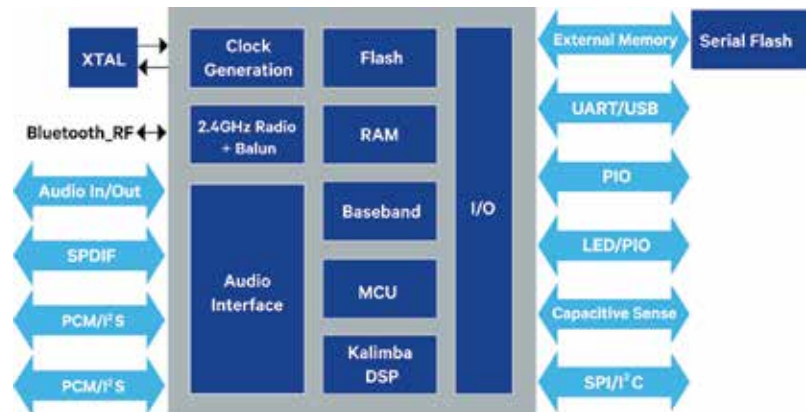 XTAL
Bluetooth_RF
Audio In/Out
SPDIF
PCM/I²S
PCM/I²S
Clock
Generation
2.4GHz Radio
+ Balun
Audio
Interface
Flash
RAM
Baseband
MCU
Kalimba
DSP
I/O
External Memory
UART/USB
PIO
LED/PIO
Capacitive Sense
SPI/I²C
Serial Flash